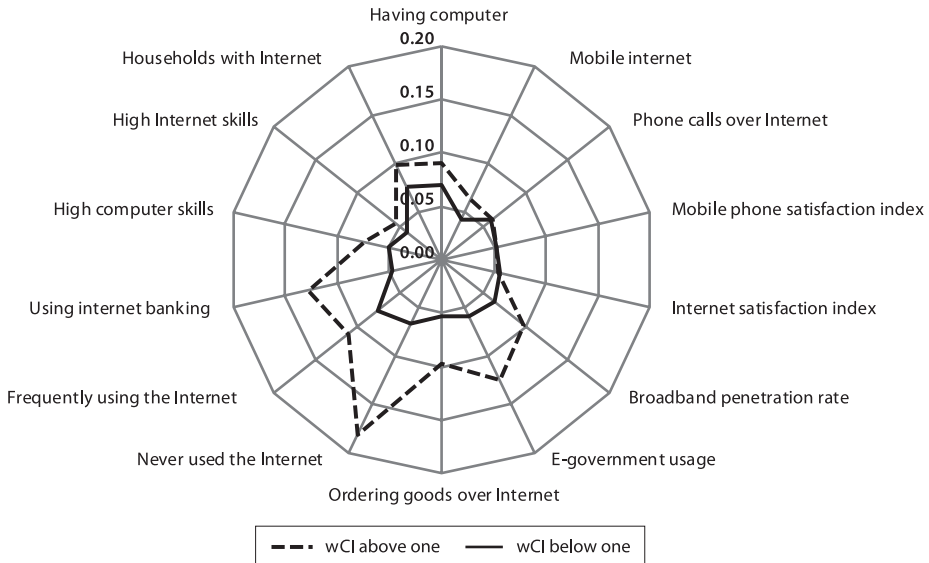 Having computer
0.20
Households with Internet
Mobile internet
0.15
High Internet skills
Phone calls over Internet
0.10
0.05
High computer skills
Mobile phone satisfaction index
0.00
Using internet banking
Internet satisfaction index
Frequently using the Internet
Broadband penetration rate
Never used the Internet
E-government usage
Ordering goods over Internet
wCI above one
wCI below one